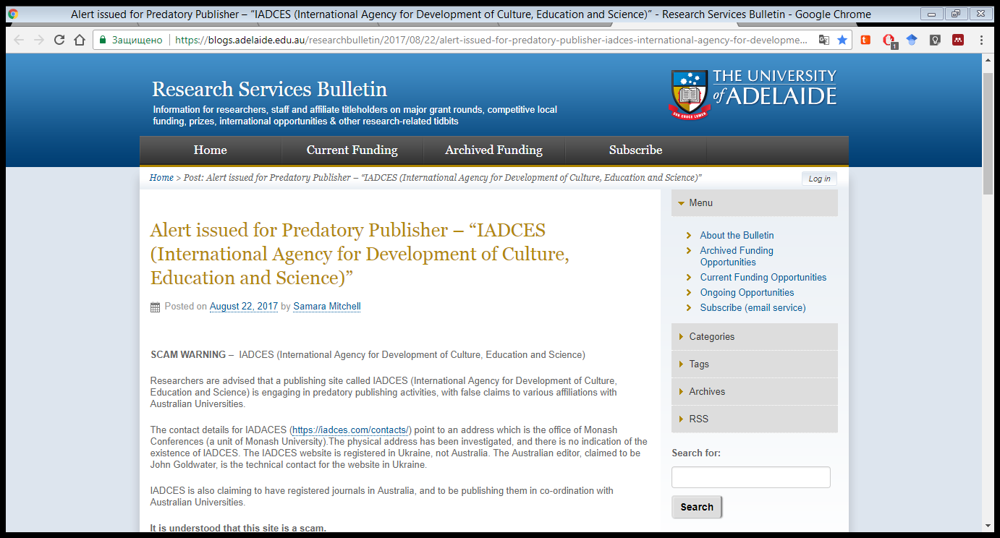 Alert issued for Predatory Publisher – “IADCES (International Agency for Development of Culture, Education and Science)” - Research Services Bulletin - Google Chrome
Защищено
https://blogs.adelaide.edu.au/researchbulletin/2017/08/22/alert-issued-for-predatory-publisher-iadces-international-agency-for-developme...
1
Research Services Bulletin
Information for researchers, staff and affiliate titleholders on major grant rounds, competitive local
funding, prizes, international opportunities & other research-related tidbits
THE UNIVERSITY
of ADELAIDE
SUB CRUCE LUMEN
Home
Current Funding
Archived Funding
Subscribe
Home > Post: Alert issued for Predatory Publisher – “IADCES (International Agency for Development of Culture, Education and Science)”
Log in
Alert issued for Predatory Publisher – “IADCES
(International Agency for Development of Culture,
Education and Science)”
Posted on August 22, 2017 by Samara Mitchell
SCAM WARNING – IADCES (International Agency for Development of Culture, Education and Science)
Researchers are advised that a publishing site called IADCES (International Agency for Development of Culture,
Education and Science) is engaging in predatory publishing activities, with false claims to various affiliations with
Australian Universities.
The contact details for IADACES (https://iadces.com/contacts/) point to an address which is the office of Monash
Conferences (a unit of Monash University).The physical address has been investigated, and there is no indication of the
existence of IADCES. The IADCES website is registered in Ukraine, not Australia. The Australian editor, claimed to be
John Goldwater, is the technical contact for the website in Ukraine.
IADCES is also claiming to have registered journals in Australia, and to be publishing them in co-ordination with
Australian Universities.
It is understood that this site is a scam.
Menu
About the Bulletin
Archived Funding
Opportunities
Current Funding Opportunities
Ongoing Opportunities
Subscribe (email service)
Categories
Tags
Archives
RSS
Search for:
Search